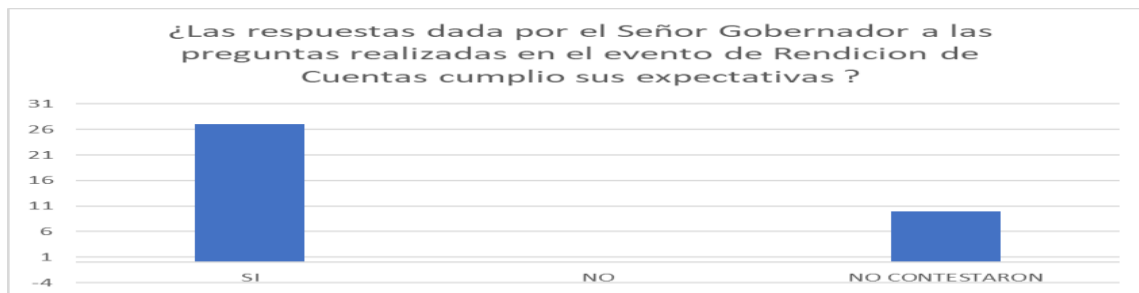 ¿Las respuestas dada por el Señor Gobernador a las
preguntas realizadas en el evento de Rendicion de
Cuentas cumplio sus expectativas ?
31
26
21
16
11
6
1
-4
SI NO NO CONTESTARON